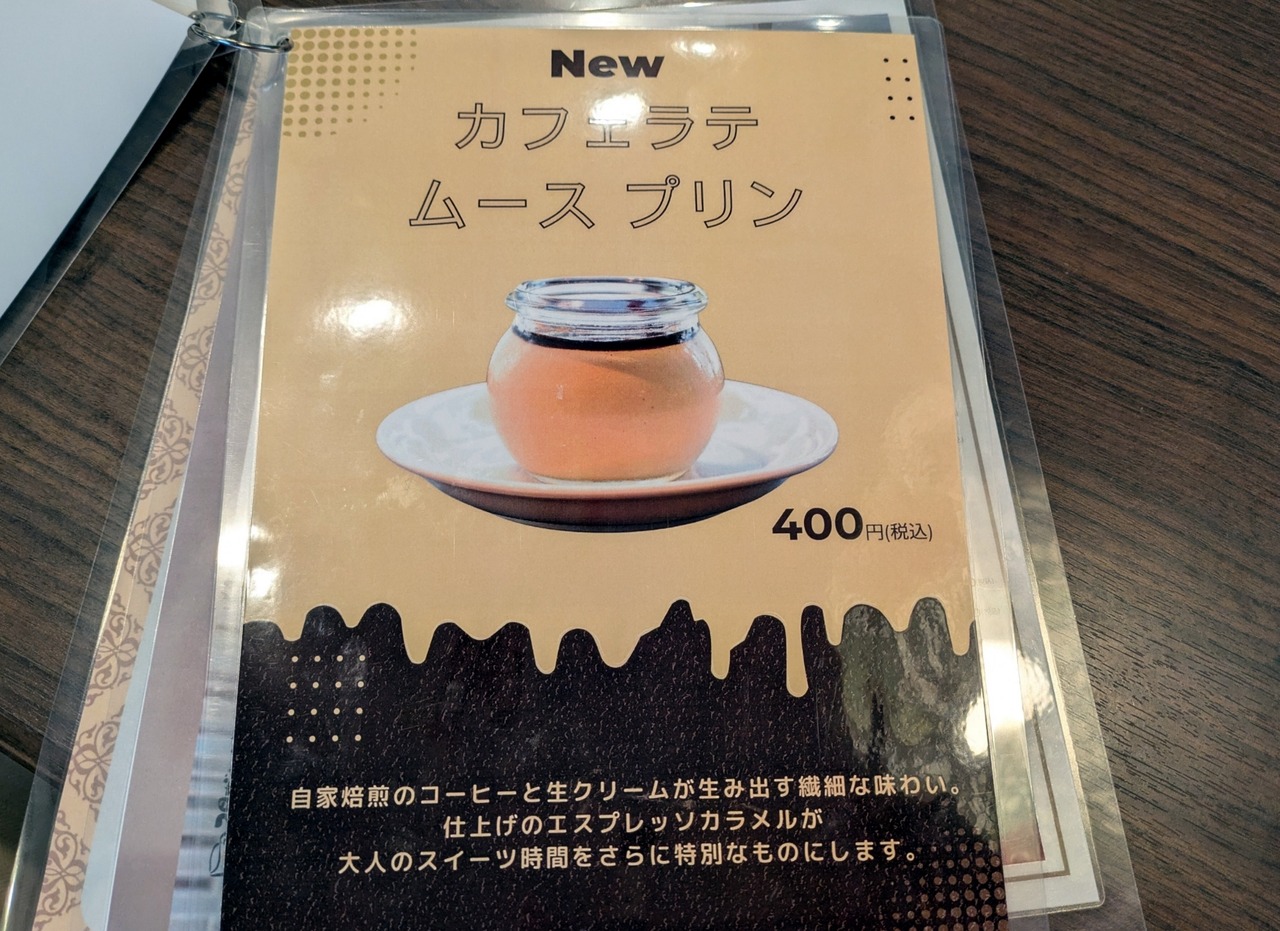 New
カフェラテ
ムース プリン
400円(税込)
自家焙煎のコーヒーと生クリームが生み出す繊細な味わい。
仕上げのエスプレッソカラメルが
大人のスイーツ時間をさらに特別なものにします。